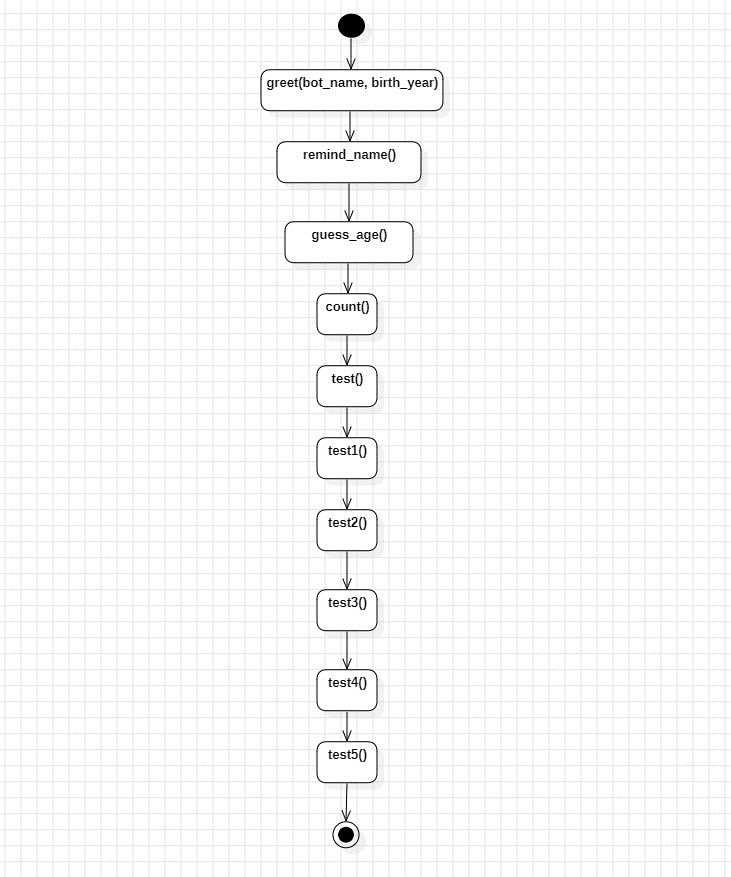 greet(bot_name, birth_year)
remind_name()
guess_age()
count()
test()
test1()
test2()
test3()
test4()
test5()